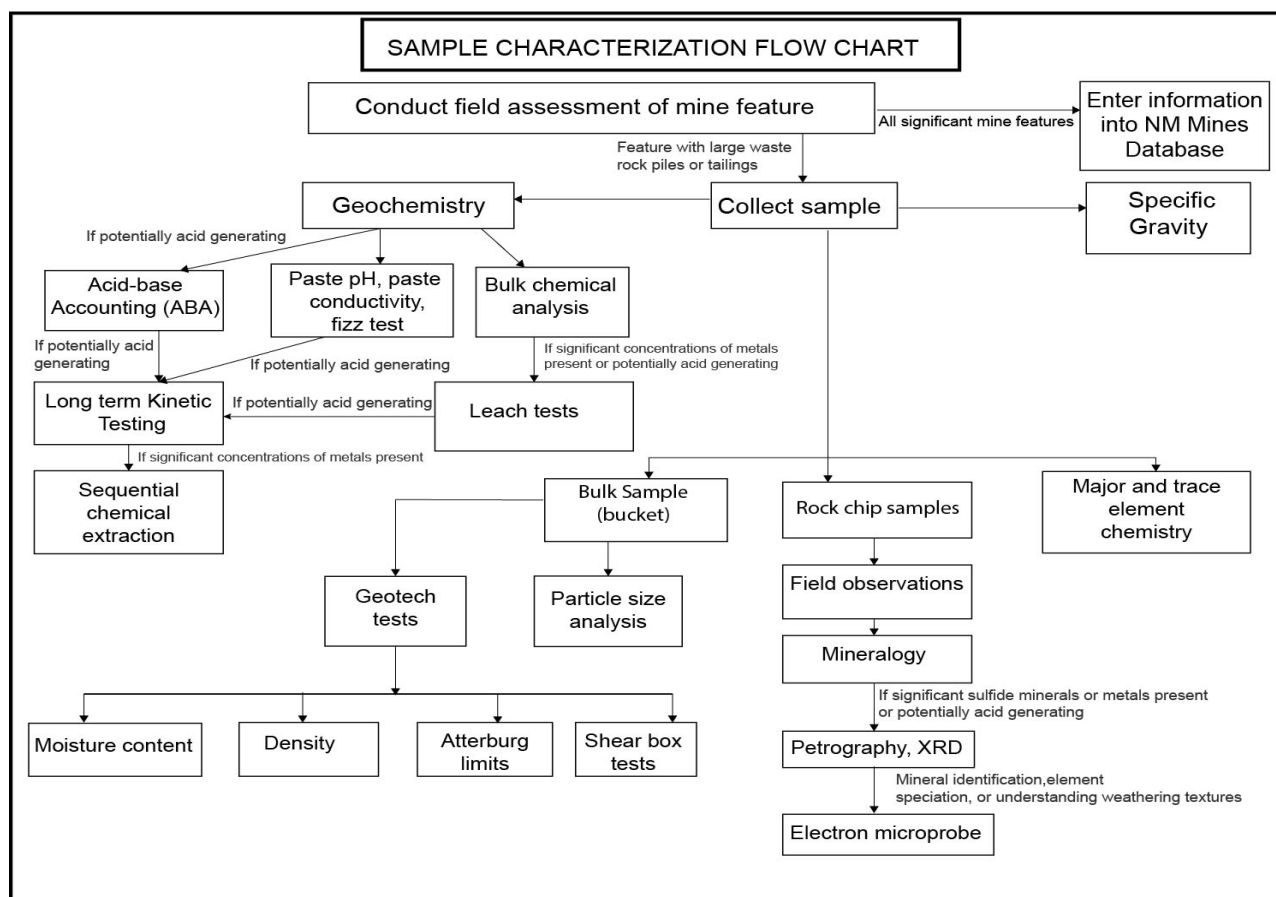 SAMPLE CHARACTERIZATION FLOW CHART
Conduct field assessment of mine feature
All significant mine features
Enter information
into NM Mines
Database
Feature with large waste
rock piles or tailings
Geochemistry
Collect sample
Specific
Gravity
If potentially acid generating
Acid-base
Accounting (ABA)
Paste pH, paste
conductivity,
fizz test
Bulk chemical
analysis
If potentially acid
generating
If potentially acid generating
If significant concentrations of metals
present or potentially acid generating
Long term Kinetic
Testing
If potentially acid generating
Leach tests
If significant concentrations of metals present
Sequential
chemical
extraction
Bulk Sample
(bucket)
Rock chip samples
Major and trace
element
chemistry
Geotech
tests
Particle size
analysis
Field observations
Mineralogy
If significant sulfide minerals or metals present
or potentially acid generating
Moisture content
Density
Atterburg
limits
Shear box
tests
Petrography, XRD
Mineral identification,element
speciation, or understanding weathering textures
Electron microprobe